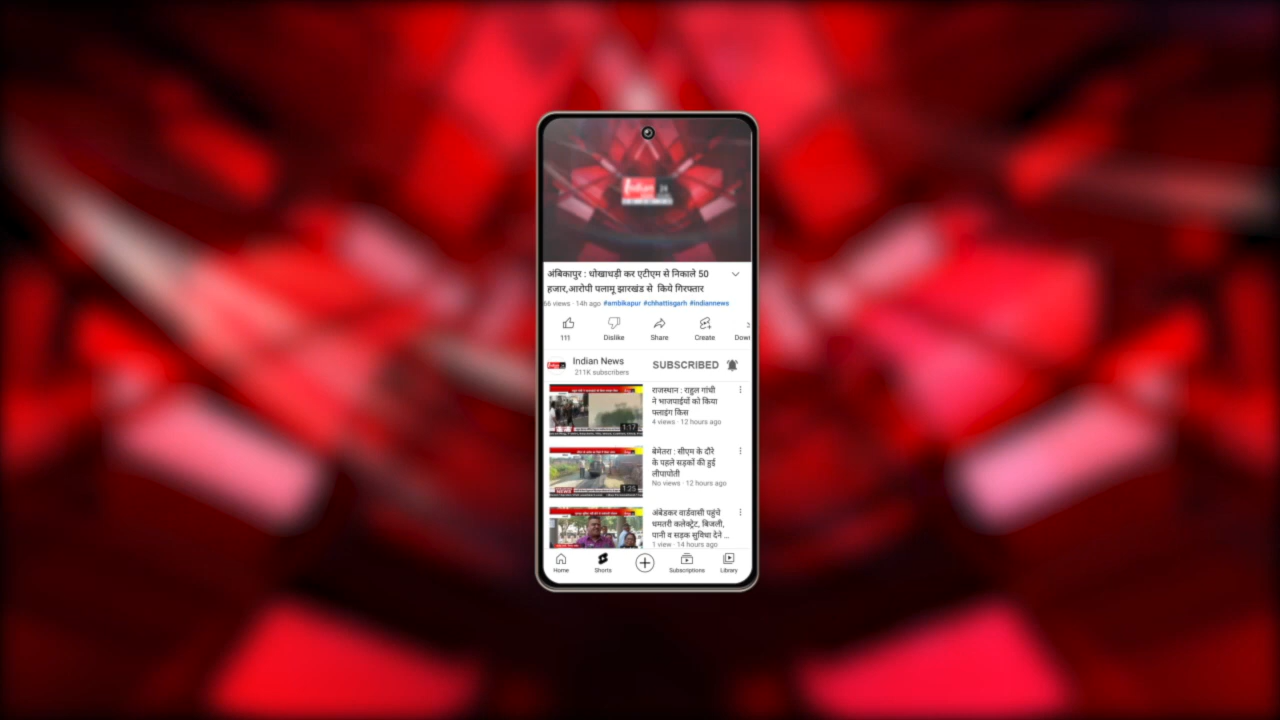 Indian
अंबिकापुर : धोखाधड़ी कर एटीएम से निकाले 50
हजार,आरोपी पलामू झारखंड से किये गिरफ्तार
66 views · 14h ago #ambikapur #chhattisgarh #indiannews
111
Dislike
Share
Create
Dow
Indian News
211K subscribers
SUBSCRIBED
राजस्थान : राहुल गांधी
ने भाजपाईयों को किया
फ्लाइंग किस
4 views · 12 hours ago
1:17
बेमेतरा : सीएम के दौरे
के पहले सड़कों की हुई
लीपापोती
No views · 12 hours ago
1:25
अंबेडकर वार्डवासी पहुंचे
धमतरी कलेक्ट्रेट, बिजली,
पानी व सड़क सुविधा देने ...
1 view · 14 hours ago
Home
Shorts
Subscriptions
Library